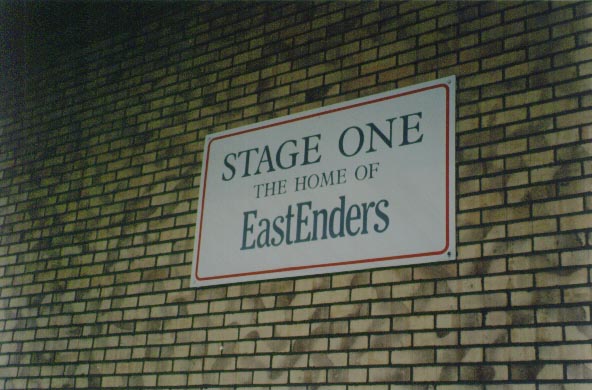 STAGE ONE
THE HOME OF
EastEnders